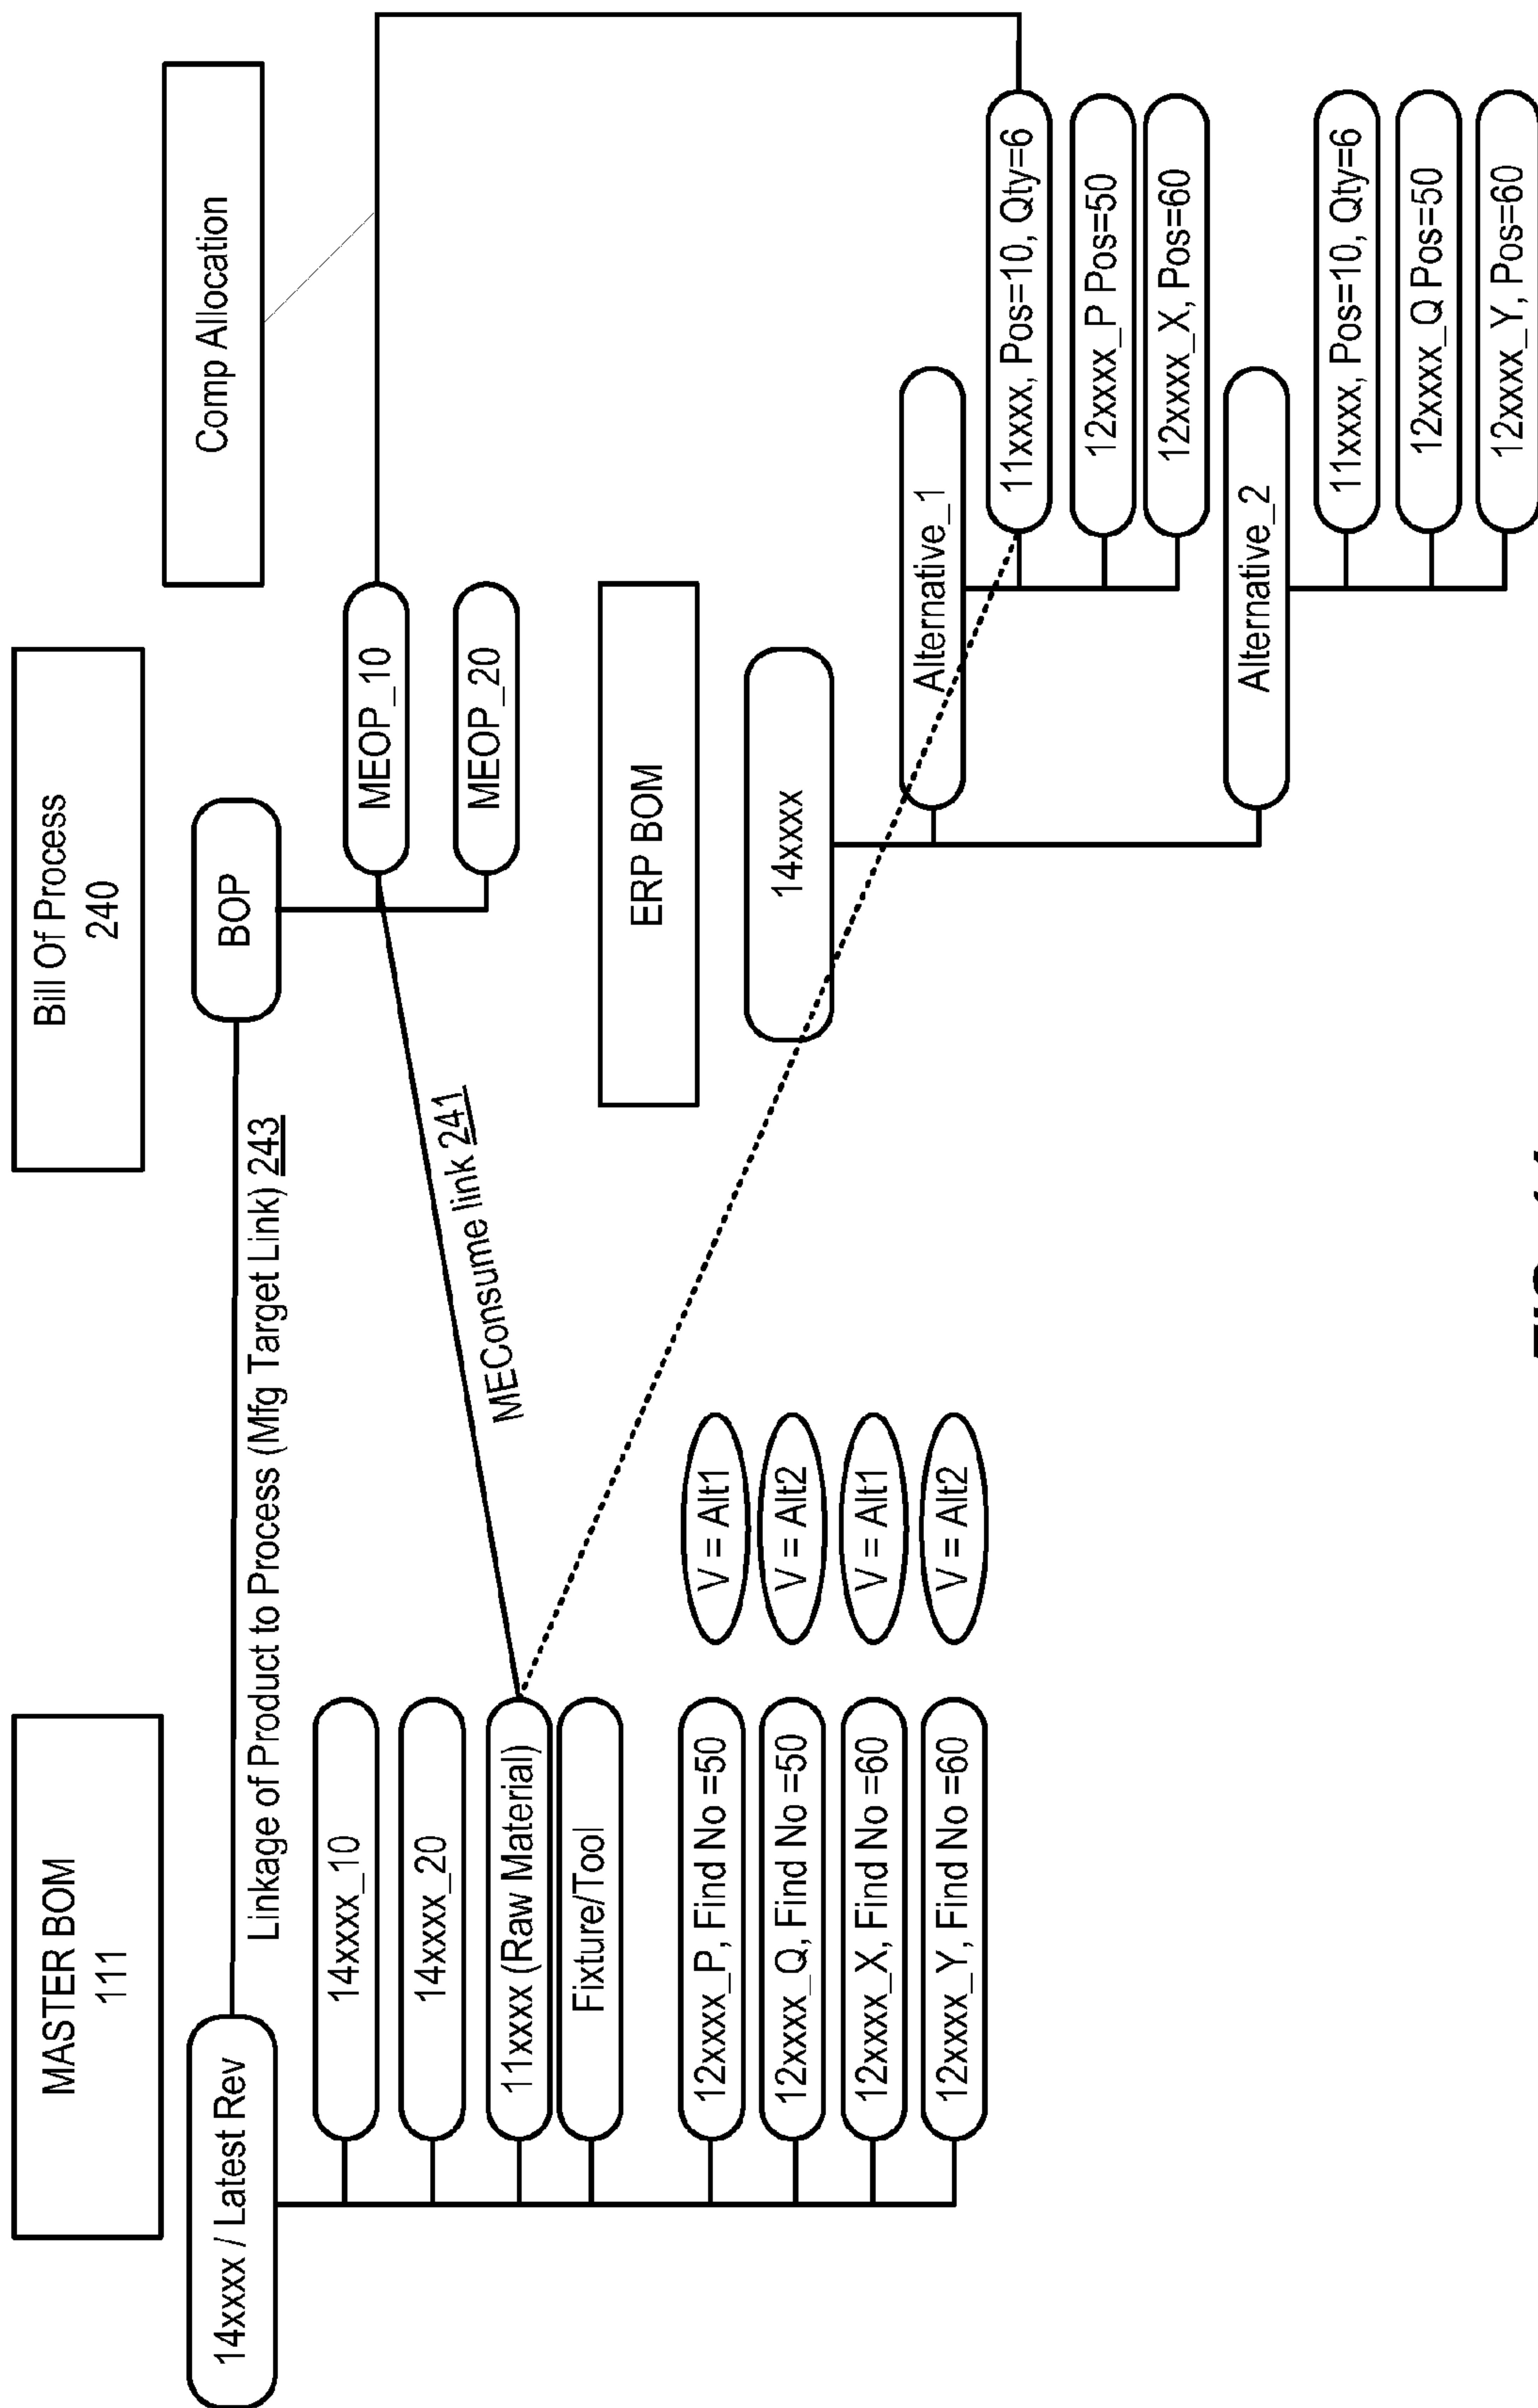 MASTER BOM
111
14xxxx / Latest Rev
14xxxx_10
14xxxx_20
11xxxx (Raw Material)
Fixture/Tool
12xxxx_P, Find No =50
12xxxx_Q, Find No =50
12xxxx_X, Find No =60
12xxxx_Y, Find No =60
V = Alt1
V = Alt2
V = Alt1
V = Alt2
Linkage of Product to Process (Mfg Target Link) 243
MEConsume link 241
Bill Of Process
240
BOP
MEOP_10
MEOP_20
Comp Allocation
ERP BOM
14xxxx
Alternative_1
11xxxx, Pos=10, Qty=6
12xxxx_P Pos=50
12xxxx_X, Pos=60
Alternative_2
11xxxx, Pos=10, Qty=6
12xxxx_Q Pos=50
12xxxx_Y, Pos=60